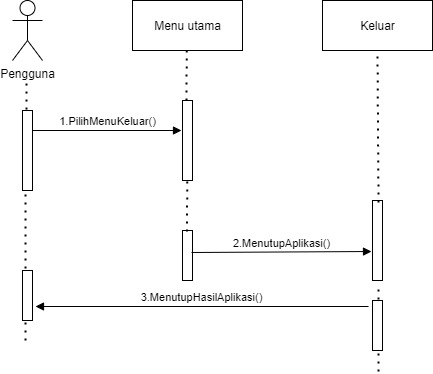 Menu utama
Keluar
Pengguna
1.PilihMenuKeluar()
2.MenutupAplikasi()
3.MenutupHasilAplikasi()